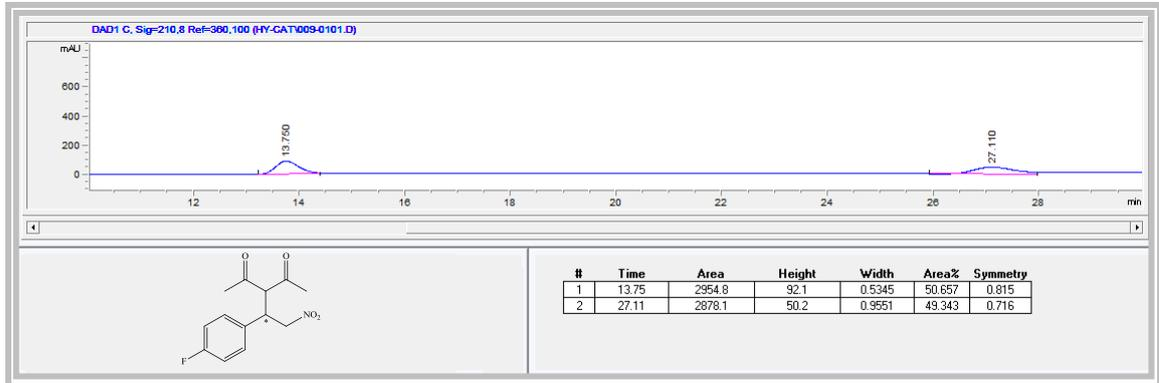 DAD1 C, Sig=210,8 Ref=360,100 (HY-CAT\009-0101.D)
mAU
600
400
200
0
13.750
27.110
12 14 16 18 20 22 24 26 28 min
O O
NO2
*
F
# Time Area Height Width Area% Symmetry
1 13.75 2954.8 92.1 0.5345 50.657 0.815
2 27.11 2878.1 50.2 0.9551 49.343 0.716